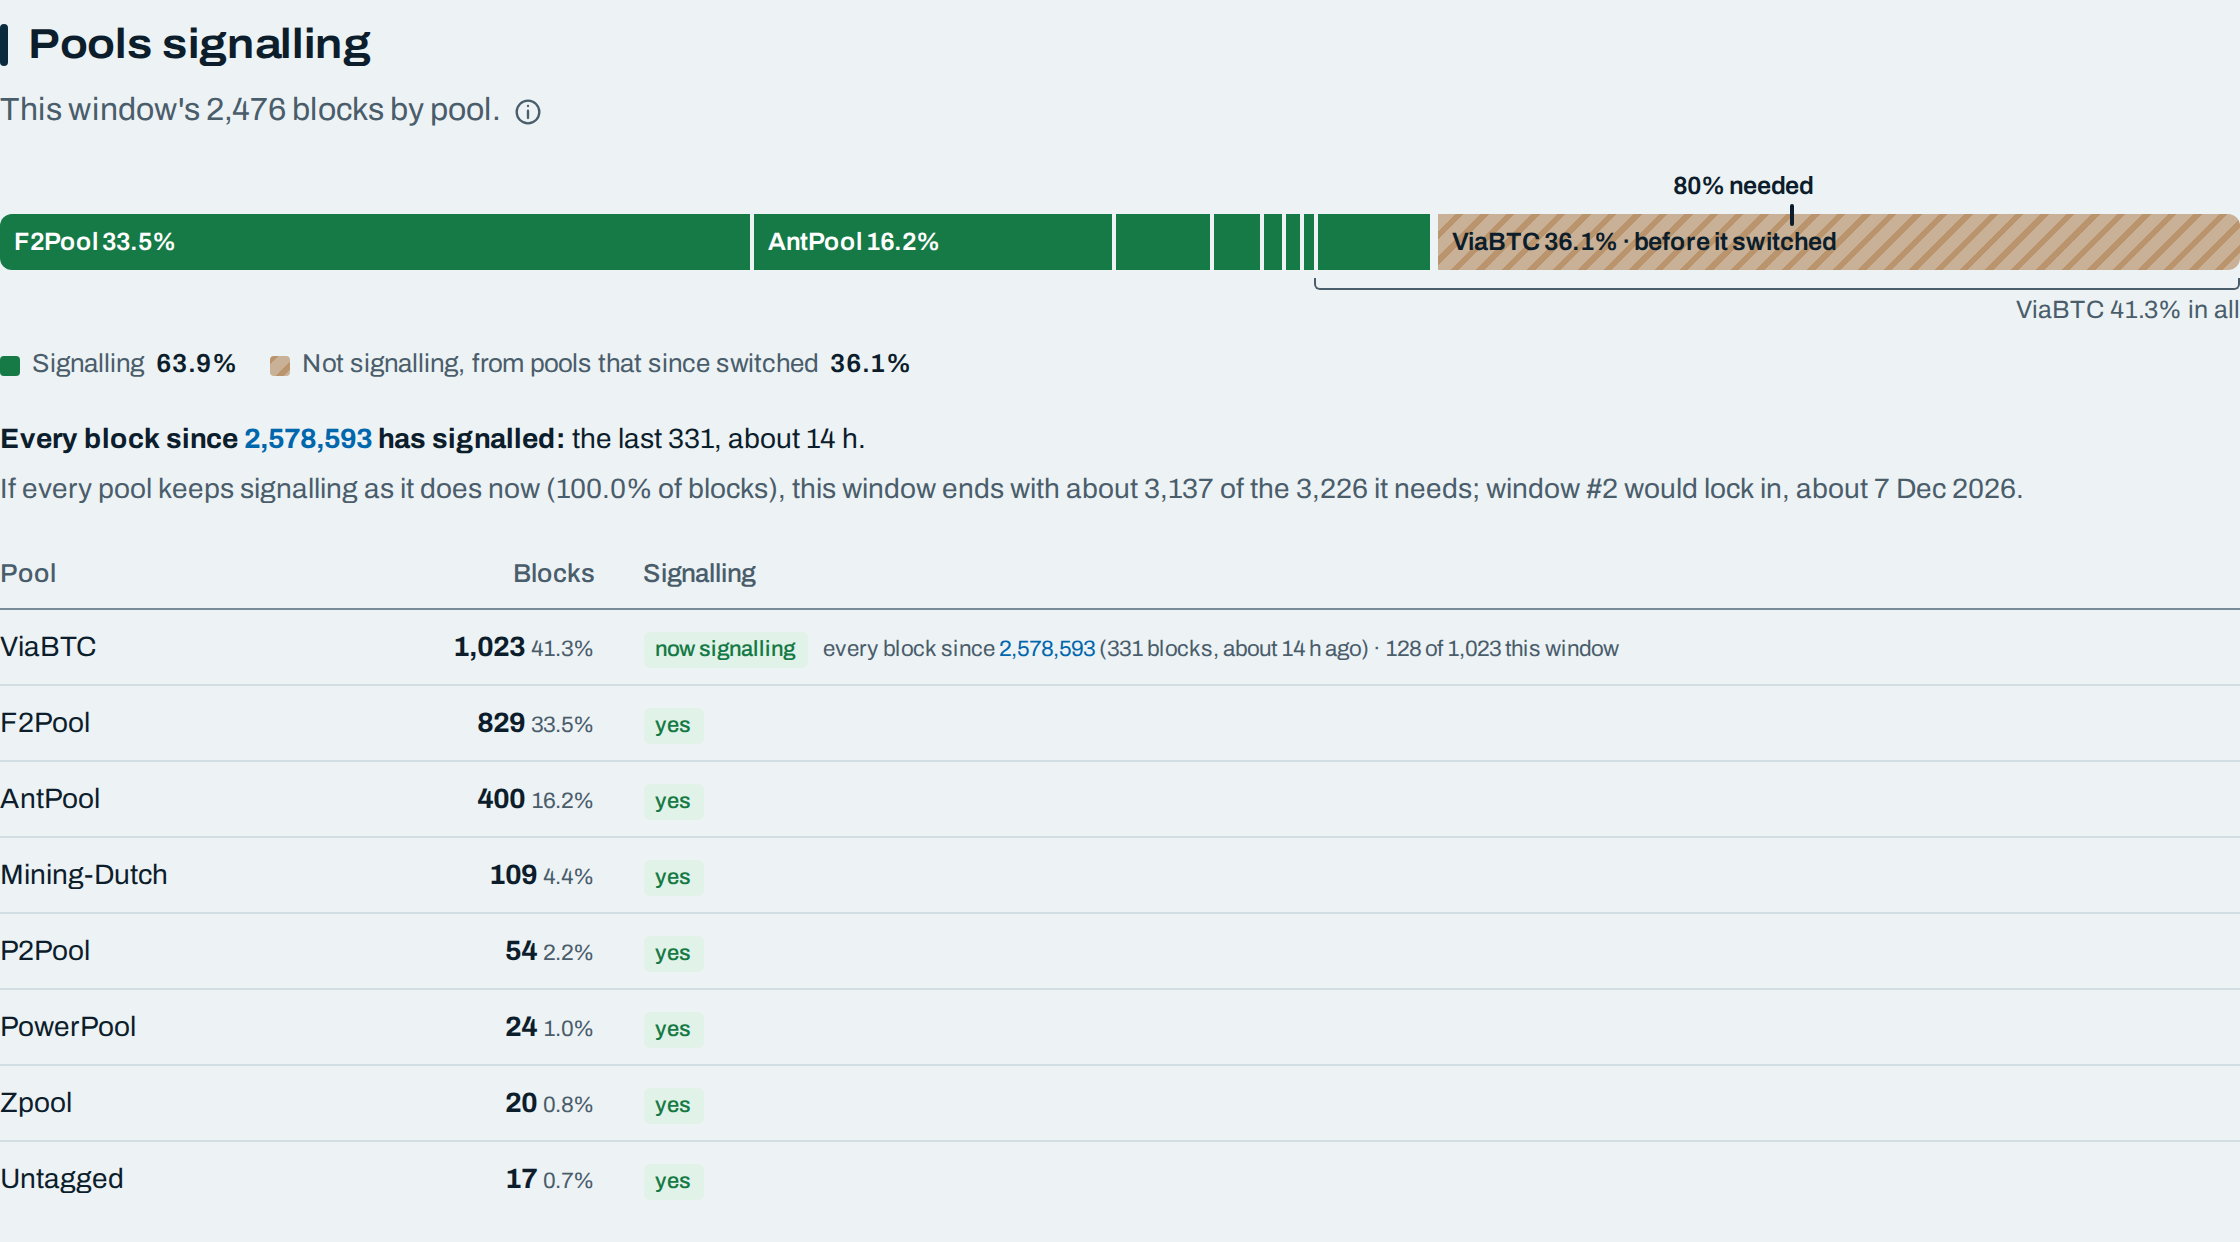 Pools signalling
This window's 2,476 blocks by pool.
80% needed
F2Pool 33.5% AntPool 16.2% ViaBTC 36.1% · before it switched
ViaBTC 41.3% in all
Signalling 63.9% Not signalling, from pools that since switched 36.1%
Every block since 2,578,593 has signalled: the last 331, about 14 h.
If every pool keeps signalling as it does now (100.0% of blocks), this window ends with about 3,137 of the 3,226 it needs; window #2 would lock in, about 7 Dec 2026.
Pool Blocks Signalling
ViaBTC 1,023 41.3% now signalling every block since 2,578,593 (331 blocks, about 14 h ago) · 128 of 1,023 this window
F2Pool 829 33.5% yes
AntPool 400 16.2% yes
Mining-Dutch 109 4.4% yes
P2Pool 54 2.2% yes
PowerPool 24 1.0% yes
Zpool 20 0.8% yes
Untagged 17 0.7% yes